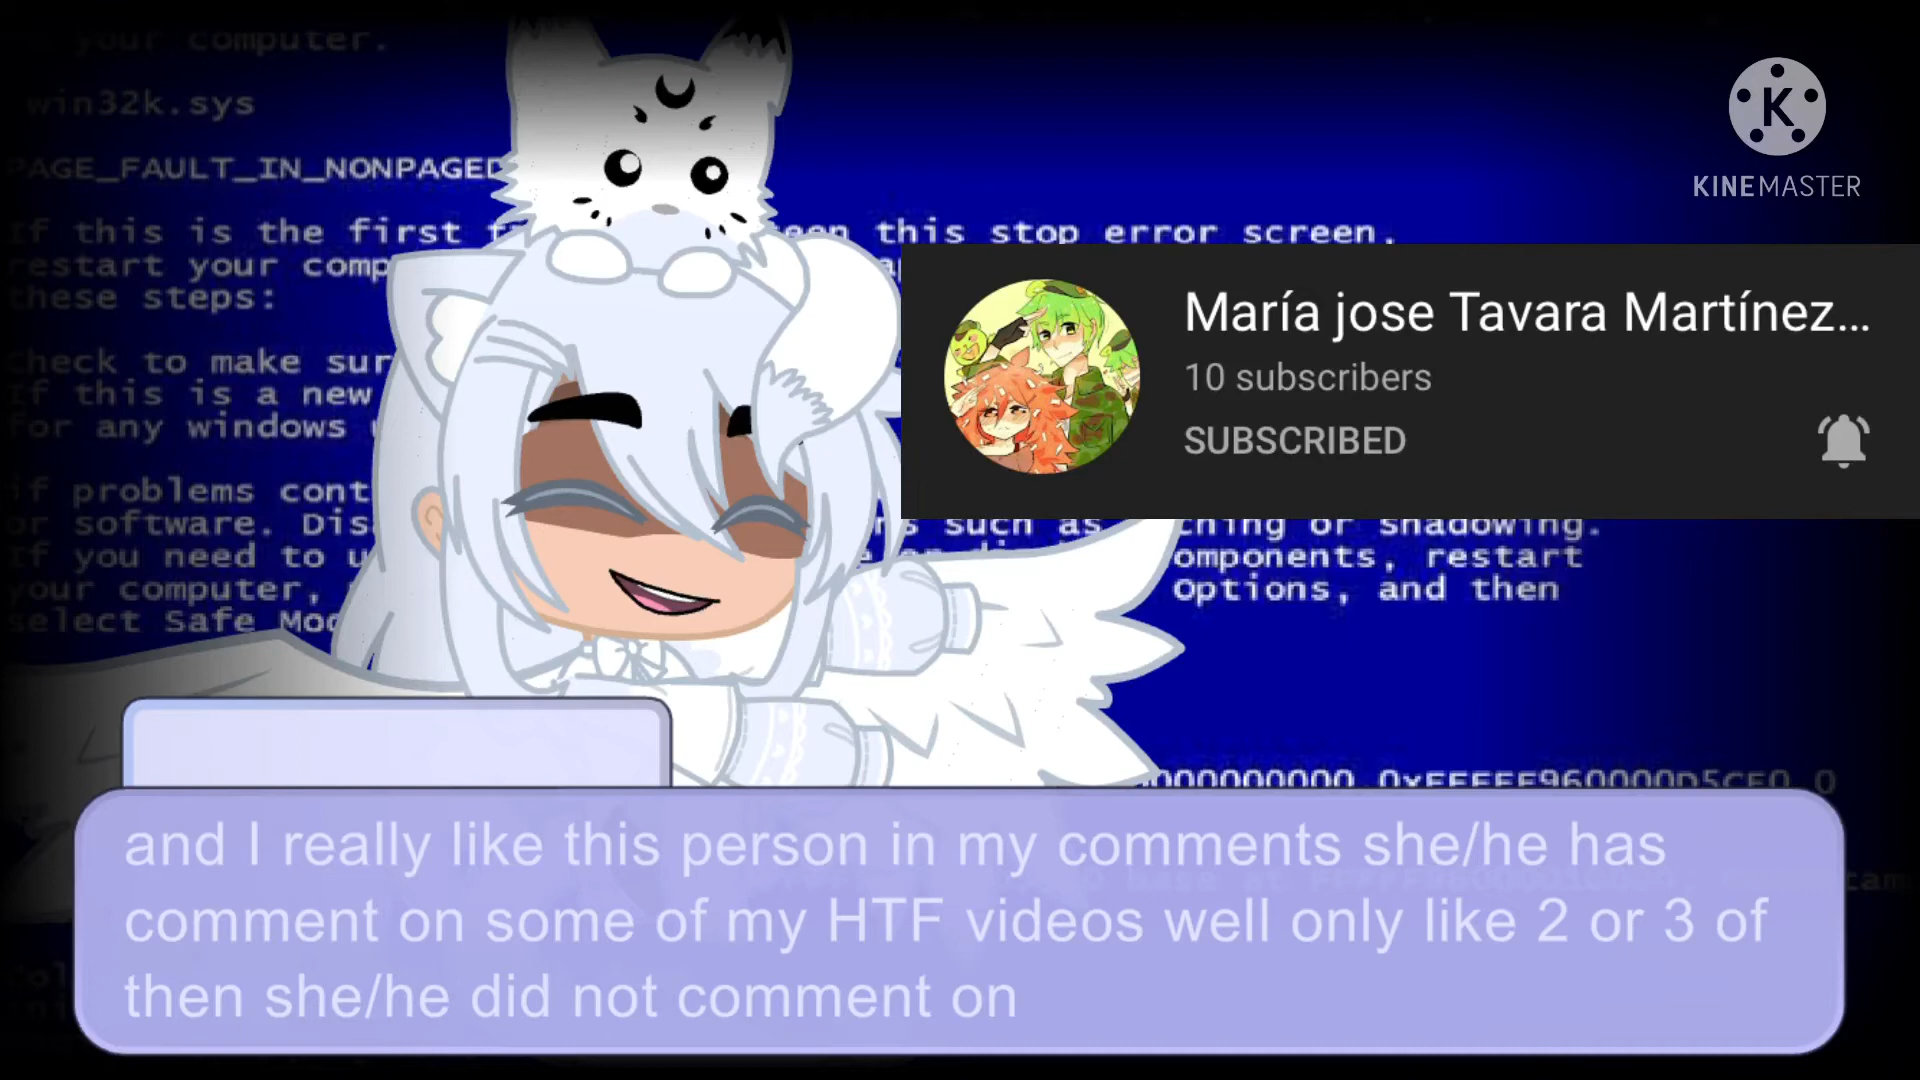 your computer.
win32k.sys
PAGE_FAULT_IN_NONPAGED
KINEMASTER
If this is the first seen this stop error screen,
restart your comp
these steps:
María jose Tavara Martínez...
10 subscribers
SUBSCRIBED
check to make sur
If this is a new
for any windows
if problems cont
or software. Dis such as ching or shadowing.
If you need to u omponents, restart
your computer, Options, and then
select Safe Mod
and I really like this person in my comments she/he has
comment on some of my HTF videos well only like 2 or 3 of
then she/he did not comment on